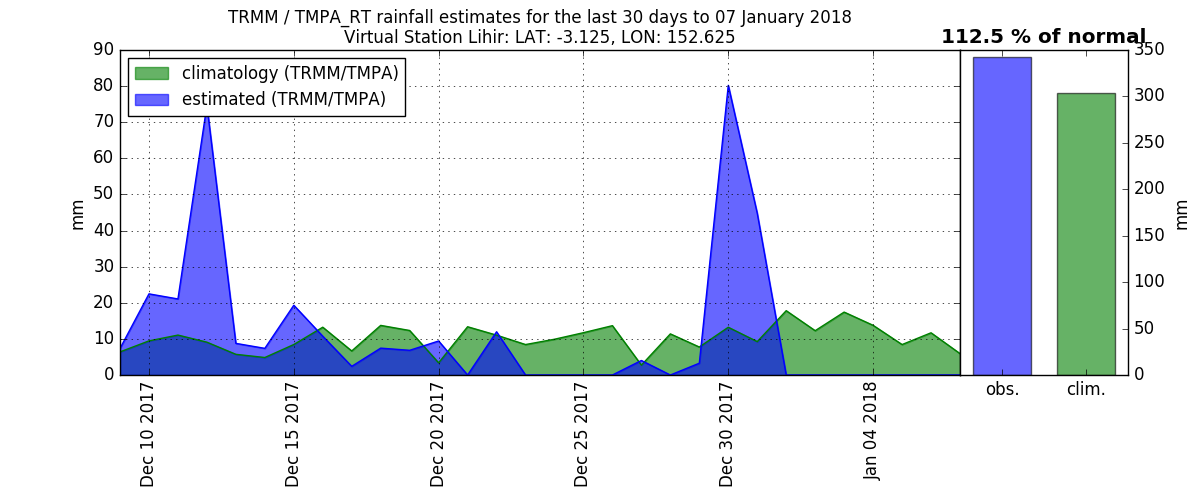 TRMM / TMPA_RT rainfall estimates for the last 30 days to 07 January 2018
Virtual Station Lihir: LAT: -3.125, LON: 152.625
112.5 % of normal
climatology (TRMM/TMPA)
estimated (TRMM/TMPA)
mm
90
80
70
60
50
40
30
20
10
0
Dec 10 2017
Dec 15 2017
Dec 20 2017
Dec 25 2017
Dec 30 2017
Jan 04 2018
obs.
clim.
350
300
250
200
150
100
50
0
mm